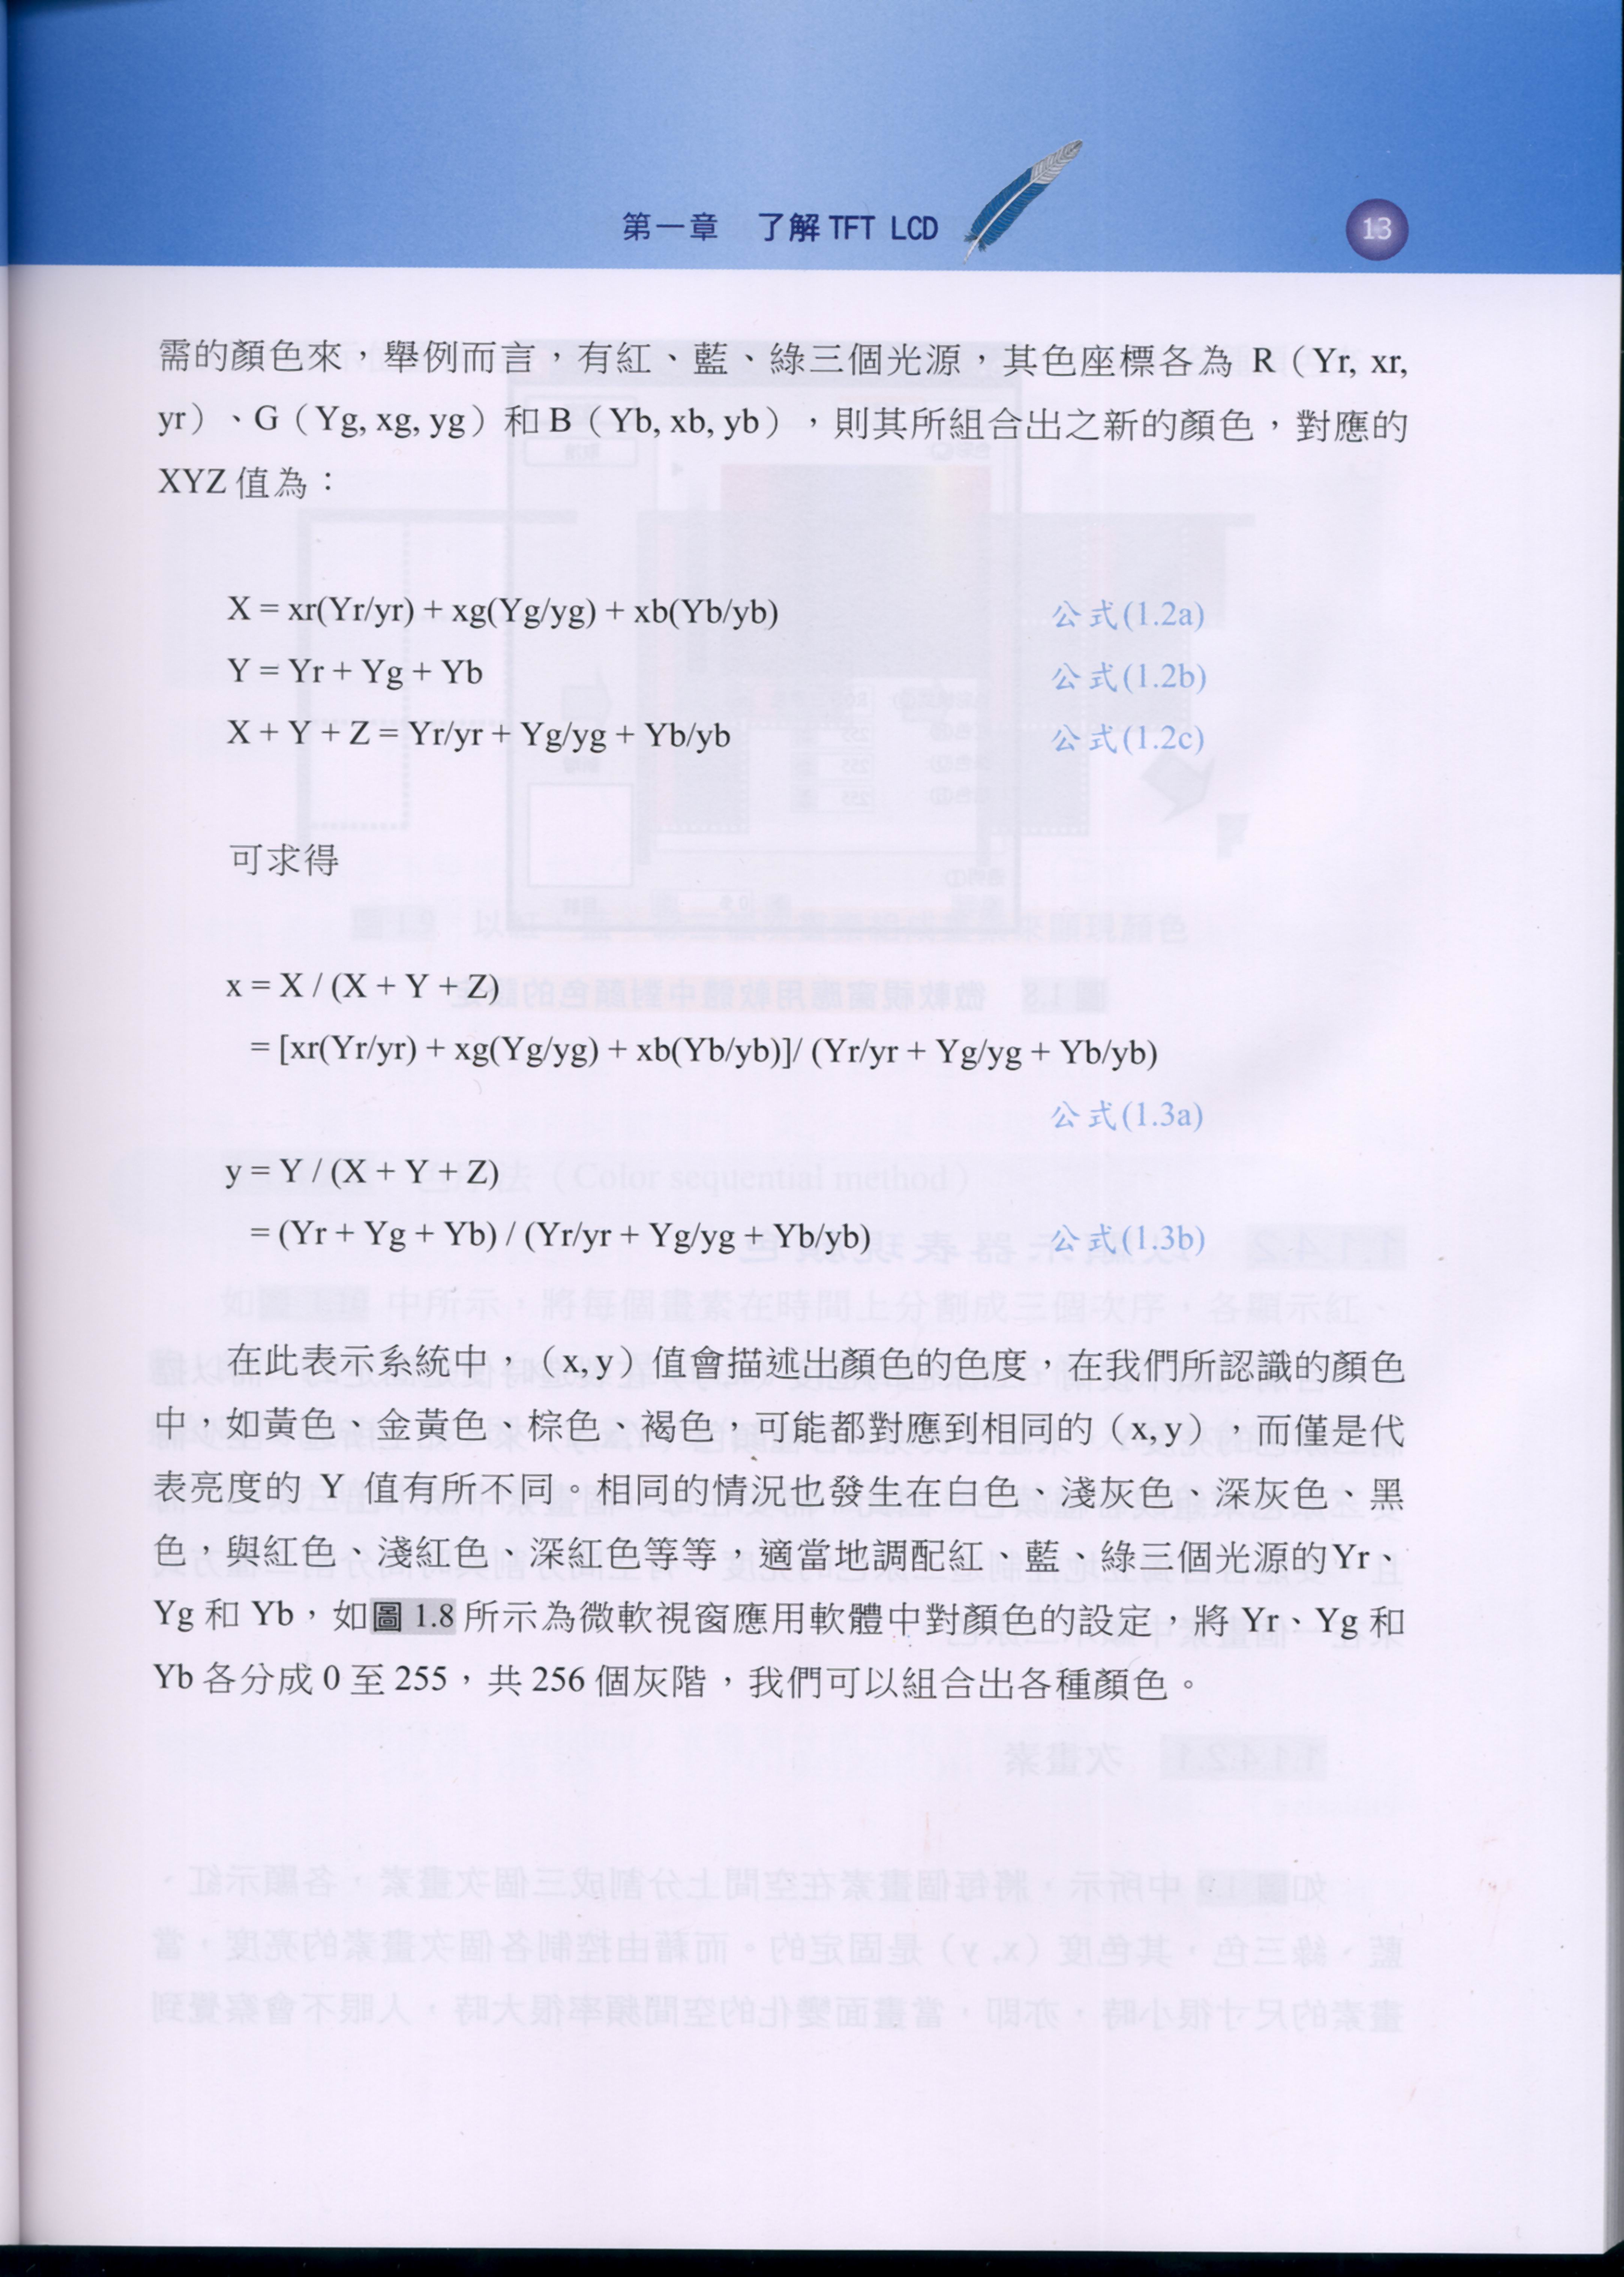 第一章 了解 TFT LCD
13
需的顏色來,舉例而言,有紅、藍、綠三個光源,其色座標各為 R(Yr, xr,
yr)、G(Yg, xg, yg)和 B(Yb, xb, yb),則其所組合出之新的顏色,對應的
XYZ 值為:
X = xr(Yr/yr) + xg(Yg/yg) + xb(Yb/yb) 公式(1.2a)
Y = Yr + Yg + Yb 公式(1.2b)
X + Y + Z = Yr/yr + Yg/yg + Yb/yb 公式(1.2c)
可求得
x = X / (X + Y + Z)
= [xr(Yr/yr) + xg(Yg/yg) + xb(Yb/yb)]/ (Yr/yr + Yg/yg + Yb/yb)
公式(1.3a)
y = Y / (X + Y + Z)
= (Yr + Yg + Yb) / (Yr/yr + Yg/yg + Yb/yb) 公式(1.3b)
在此表示系統中,(x, y)值會描述出顏色的色度,在我們所認識的顏色
中,如黃色、金黃色、棕色、褐色,可能都對應到相同的(x, y),而僅是代
表亮度的 Y 值有所不同。相同的情況也發生在白色、淺灰色、深灰色、黑
色,與紅色、淺紅色、深紅色等等,適當地調配紅、藍、綠三個光源的 Yr、
Yg 和 Yb,如圖 1.8 所示為微軟視窗應用軟體中對顏色的設定,將 Yr、Yg 和
Yb 各分成 0 至 255,共 256 個灰階,我們可以組合出各種顏色。